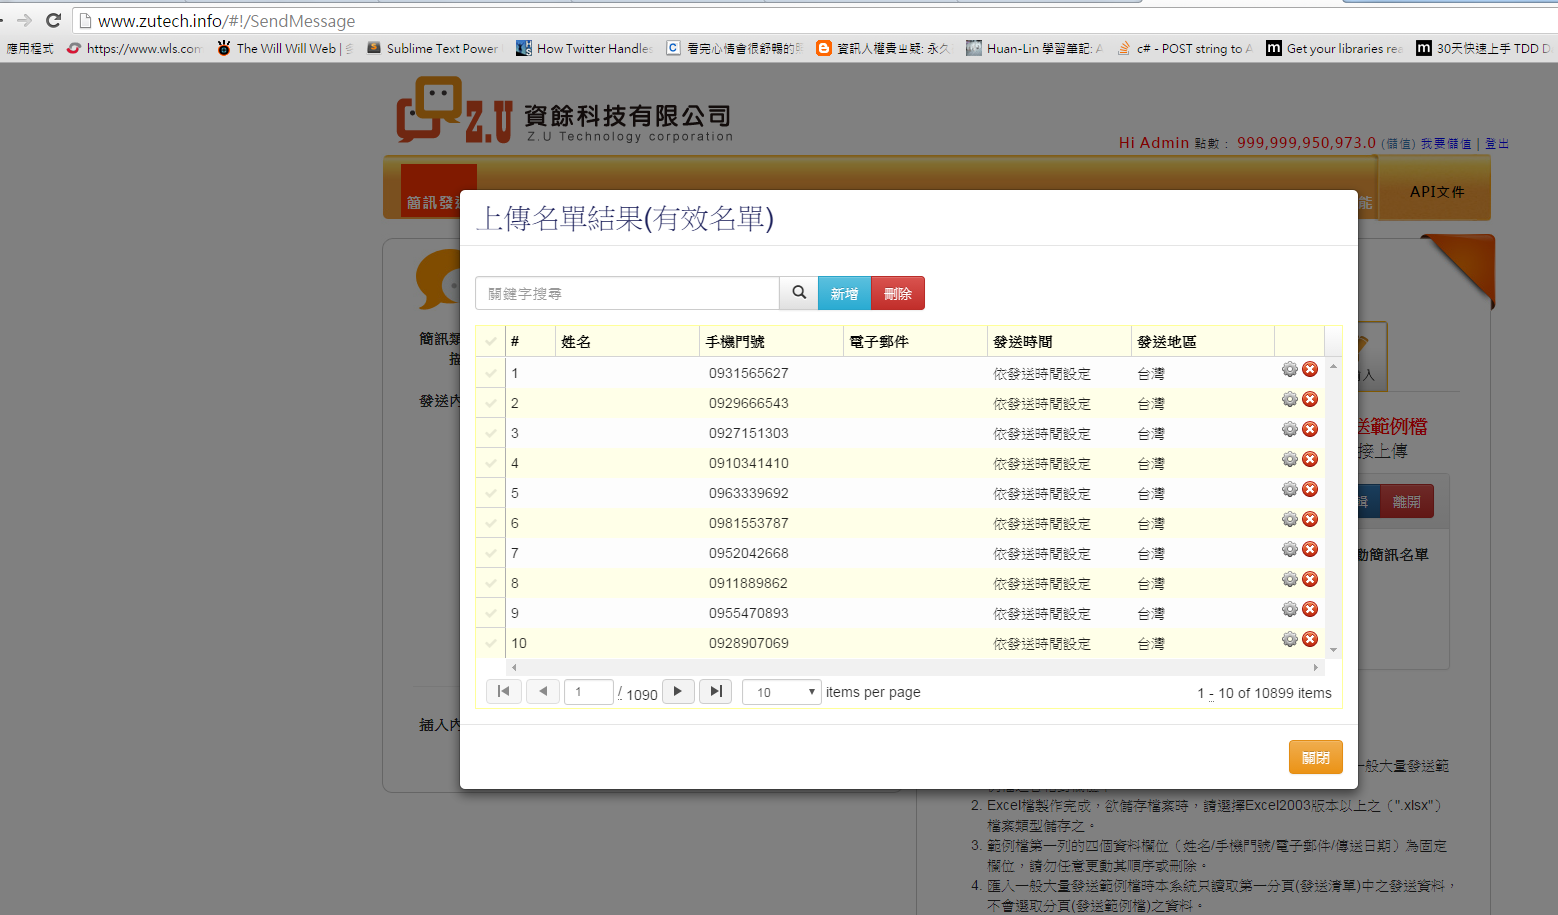 www.zutech.info/#!/SendMessage
應用程式 https://www.wls.com The Will Will Web | Sublime Text Power How Twitter Handles 看完心情會很舒暢的 資訊人權貴ㄓ疑: 永久 Huan-Lin 學習筆記: A c# - POST string to A Get your libraries rea 30天快速上手 TDD D
Z.U 資餘科技有限公司
Z.U Technology corporation
Hi Admin 點數： 999,999,950,973.0 (儲值) 我要儲值 | 登出
簡訊發 能 API文件
上傳名單結果(有效名單)
關鍵字搜尋 新增 刪除
# 姓名 手機門號 電子郵件 發送時間 發送地區
1 0931565627 依發送時間設定 台灣
2 0929666543 依發送時間設定 台灣
3 0927151303 依發送時間設定 台灣
4 0910341410 依發送時間設定 台灣
5 0963339692 依發送時間設定 台灣
6 0981553787 依發送時間設定 台灣
7 0952042668 依發送時間設定 台灣
8 0911889862 依發送時間設定 台灣
9 0955470893 依發送時間設定 台灣
10 0928907069 依發送時間設定 台灣
1 / 1090 10 items per page 1 - 10 of 10899 items
關閉
簡訊類
發送內
插入內
入
送範例檔
接上傳
輯 離開
動簡訊名單
一般大量發送範
2. Excel檔製作完成，欲儲存檔案時，請選擇Excel2003版本以上之（".xlsx"）
檔案類型儲存之。
3. 範例檔第一列的四個資料欄位（姓名/手機門號/電子郵件/傳送日期）為固定
欄位，請勿任意更動其順序或刪除。
4. 匯入一般大量發送範例檔時本系統只讀取第一分頁(發送清單)中之發送資料，
不會選取分頁(發送範例檔)之資料。